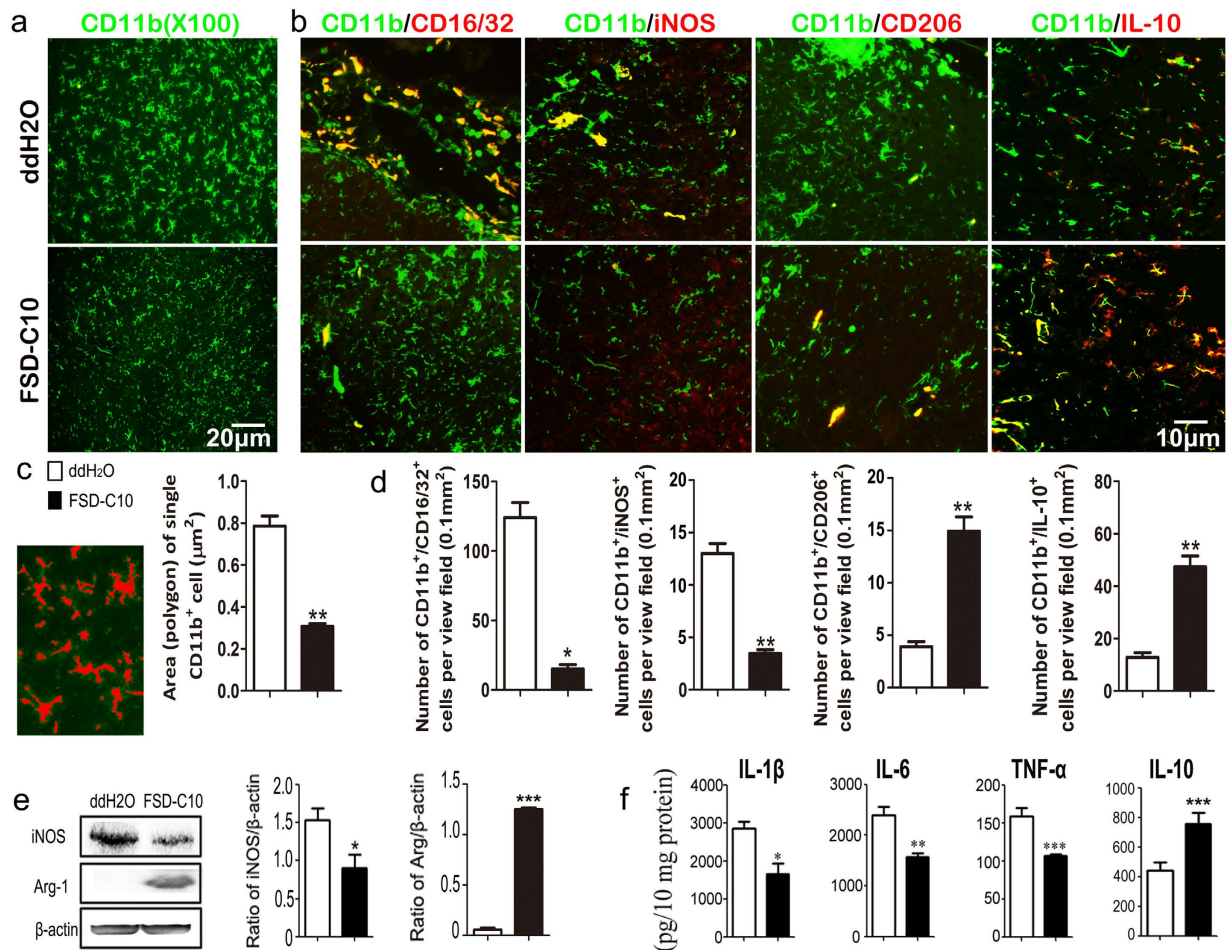 a
CD11b(X100)
b
CD11b/CD16/32
CD11b/iNOS
CD11b/CD206
CD11b/IL-10
ddH2O
FSD-C10
20μm
10μm
c
ddH₂O
FSD-C10
Area (polygon) of single
CD11b⁺ cell (μm²)
1.0
0.8
0.6
0.4
0.2
0.0
**
d
Number of CD11b⁺/CD16/32⁺
cells per view field (0.1mm²)
150
100
50
0
*
Number of CD11b⁺/iNOS⁺
cells per view field (0.1mm²)
20
15
10
5
0
**
Number of CD11b⁺/CD206⁺
cells per view field (0.1mm²)
20
15
10
5
0
**
Number of CD11b⁺/IL-10⁺
cells per view field (0.1mm²)
80
60
40
20
0
**
e
ddH2O FSD-C10
iNOS
Arg-1
β-actin
Ratio of iNOS/β-actin
2.0
1.5
1.0
0.5
0.0
*
Ratio of Arg/β-actin
1.5
1.0
0.5
0.0
***
f
(pg/10 mg protein)
IL-1β
4000
3000
2000
1000
0
*
IL-6
3000
2000
1000
0
**
TNF-α
200
150
100
50
0
***
IL-10
1000
800
600
400
200
0
***